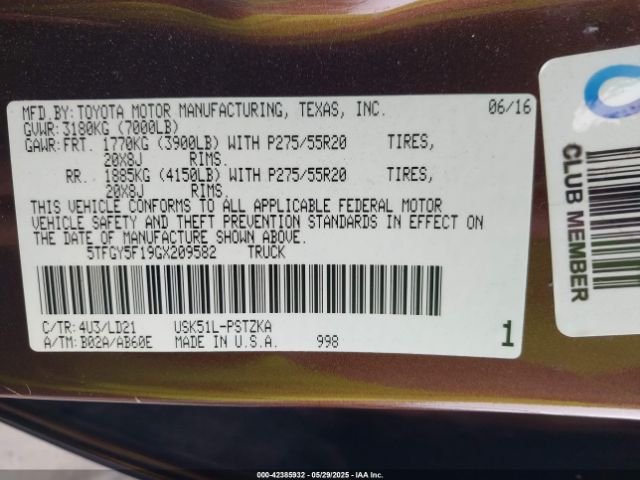 MFD.BY: TOYOTA MOTOR MANUFACTURING, TEXAS, INC. 06/16
GVWR: 3180KG (7000LB)
GAWR: FRT. 1770KG (3900LB) WITH P275/55R20 TIRES,
20X8J RIMS.
RR. 1885KG (4150LB) WITH P275/55R20 TIRES,
20X8J RIMS.
THIS VEHICLE CONFORMS TO ALL APPLICABLE FEDERAL MOTOR
VEHICLE SAFETY AND THEFT PREVENTION STANDARDS IN EFFECT ON
THE DATE OF MANUFACTURE SHOWN ABOVE.
5TFGY5F19GX209582 TRUCK
C/TR: 4U3/LD21 USK51L-PSTZKA
A/TM: B02A/AB60E MADE IN U.S.A. 998 1
CLUB MEMBER
000-42385932 05/29/2025 IAAI.COM